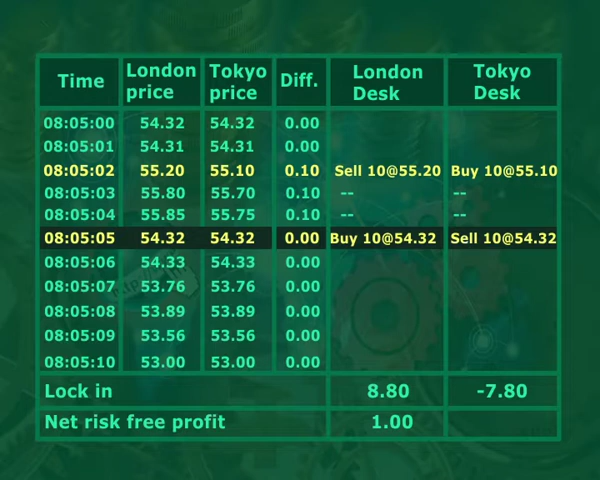 Time London price Tokyo price Diff. London Desk Tokyo Desk
08:05:00 54.32 54.32 0.00
08:05:01 54.31 54.31 0.00
08:05:02 55.20 55.10 0.10 Sell 10@55.20 Buy 10@55.10
08:05:03 55.80 55.70 0.10 -- --
08:05:04 55.85 55.75 0.10 -- --
08:05:05 54.32 54.32 0.00 Buy 10@54.32 Sell 10@54.32
08:05:06 54.33 54.33 0.00
08:05:07 53.76 53.76 0.00
08:05:08 53.89 53.89 0.00
08:05:09 53.56 53.56 0.00
08:05:10 53.00 53.00 0.00
Lock in 8.80 -7.80
Net risk free profit 1.00